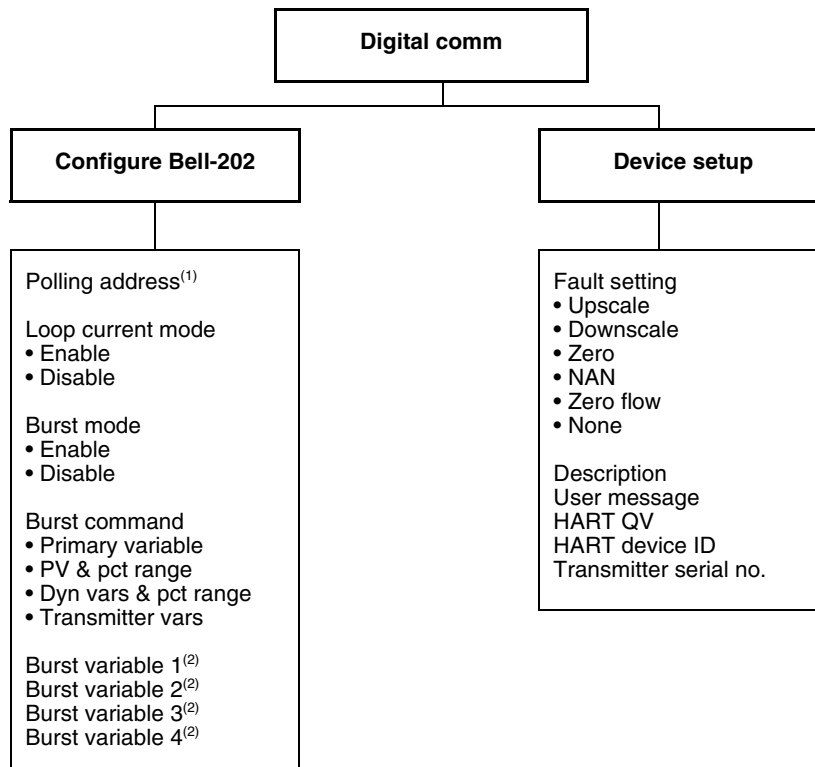 Digital comm
Configure Bell-202
Polling address(1)
Loop current mode
• Enable
• Disable
Burst mode
• Enable
• Disable
Burst command
• Primary variable
• PV & pct range
• Dyn vars & pct range
• Transmitter vars
Burst variable 1(2)
Burst variable 2(2)
Burst variable 3(2)
Burst variable 4(2)
Device setup
Fault setting
• Upscale
• Downscale
• Zero
• NAN
• Zero flow
• None
Description
User message
HART QV
HART device ID
Transmitter serial no.